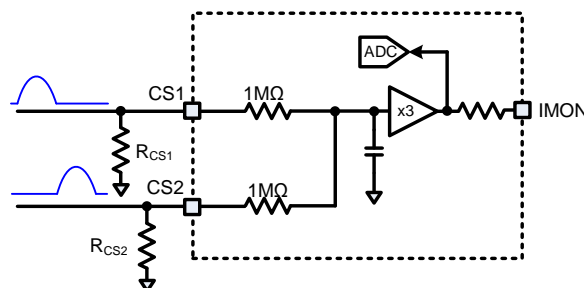 ADC
CS1
1MΩ
x3
IMON
RCS1
CS2
1MΩ
RCS2